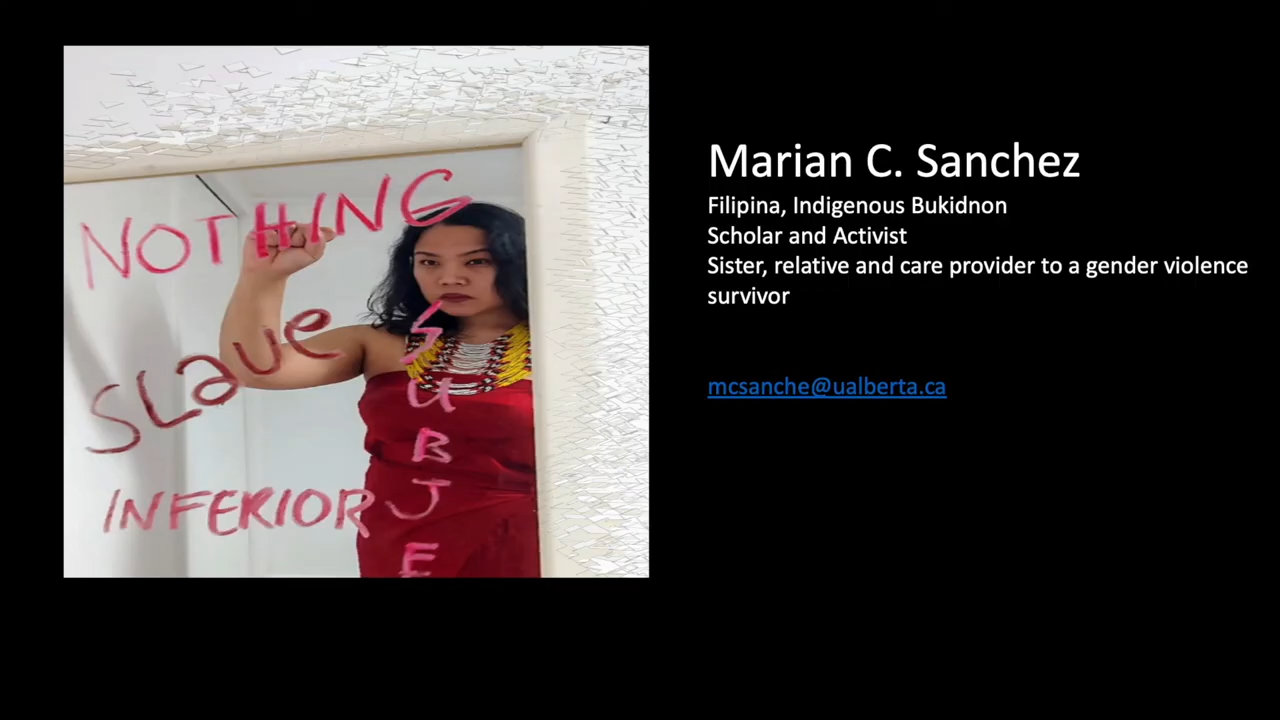 NOTHING
SLave
INFERIOR
SUBJE
Marian C. Sanchez
Filipina, Indigenous Bukidnon
Scholar and Activist
Sister, relative and care provider to a gender violence
survivor
mcsanche@ualberta.ca